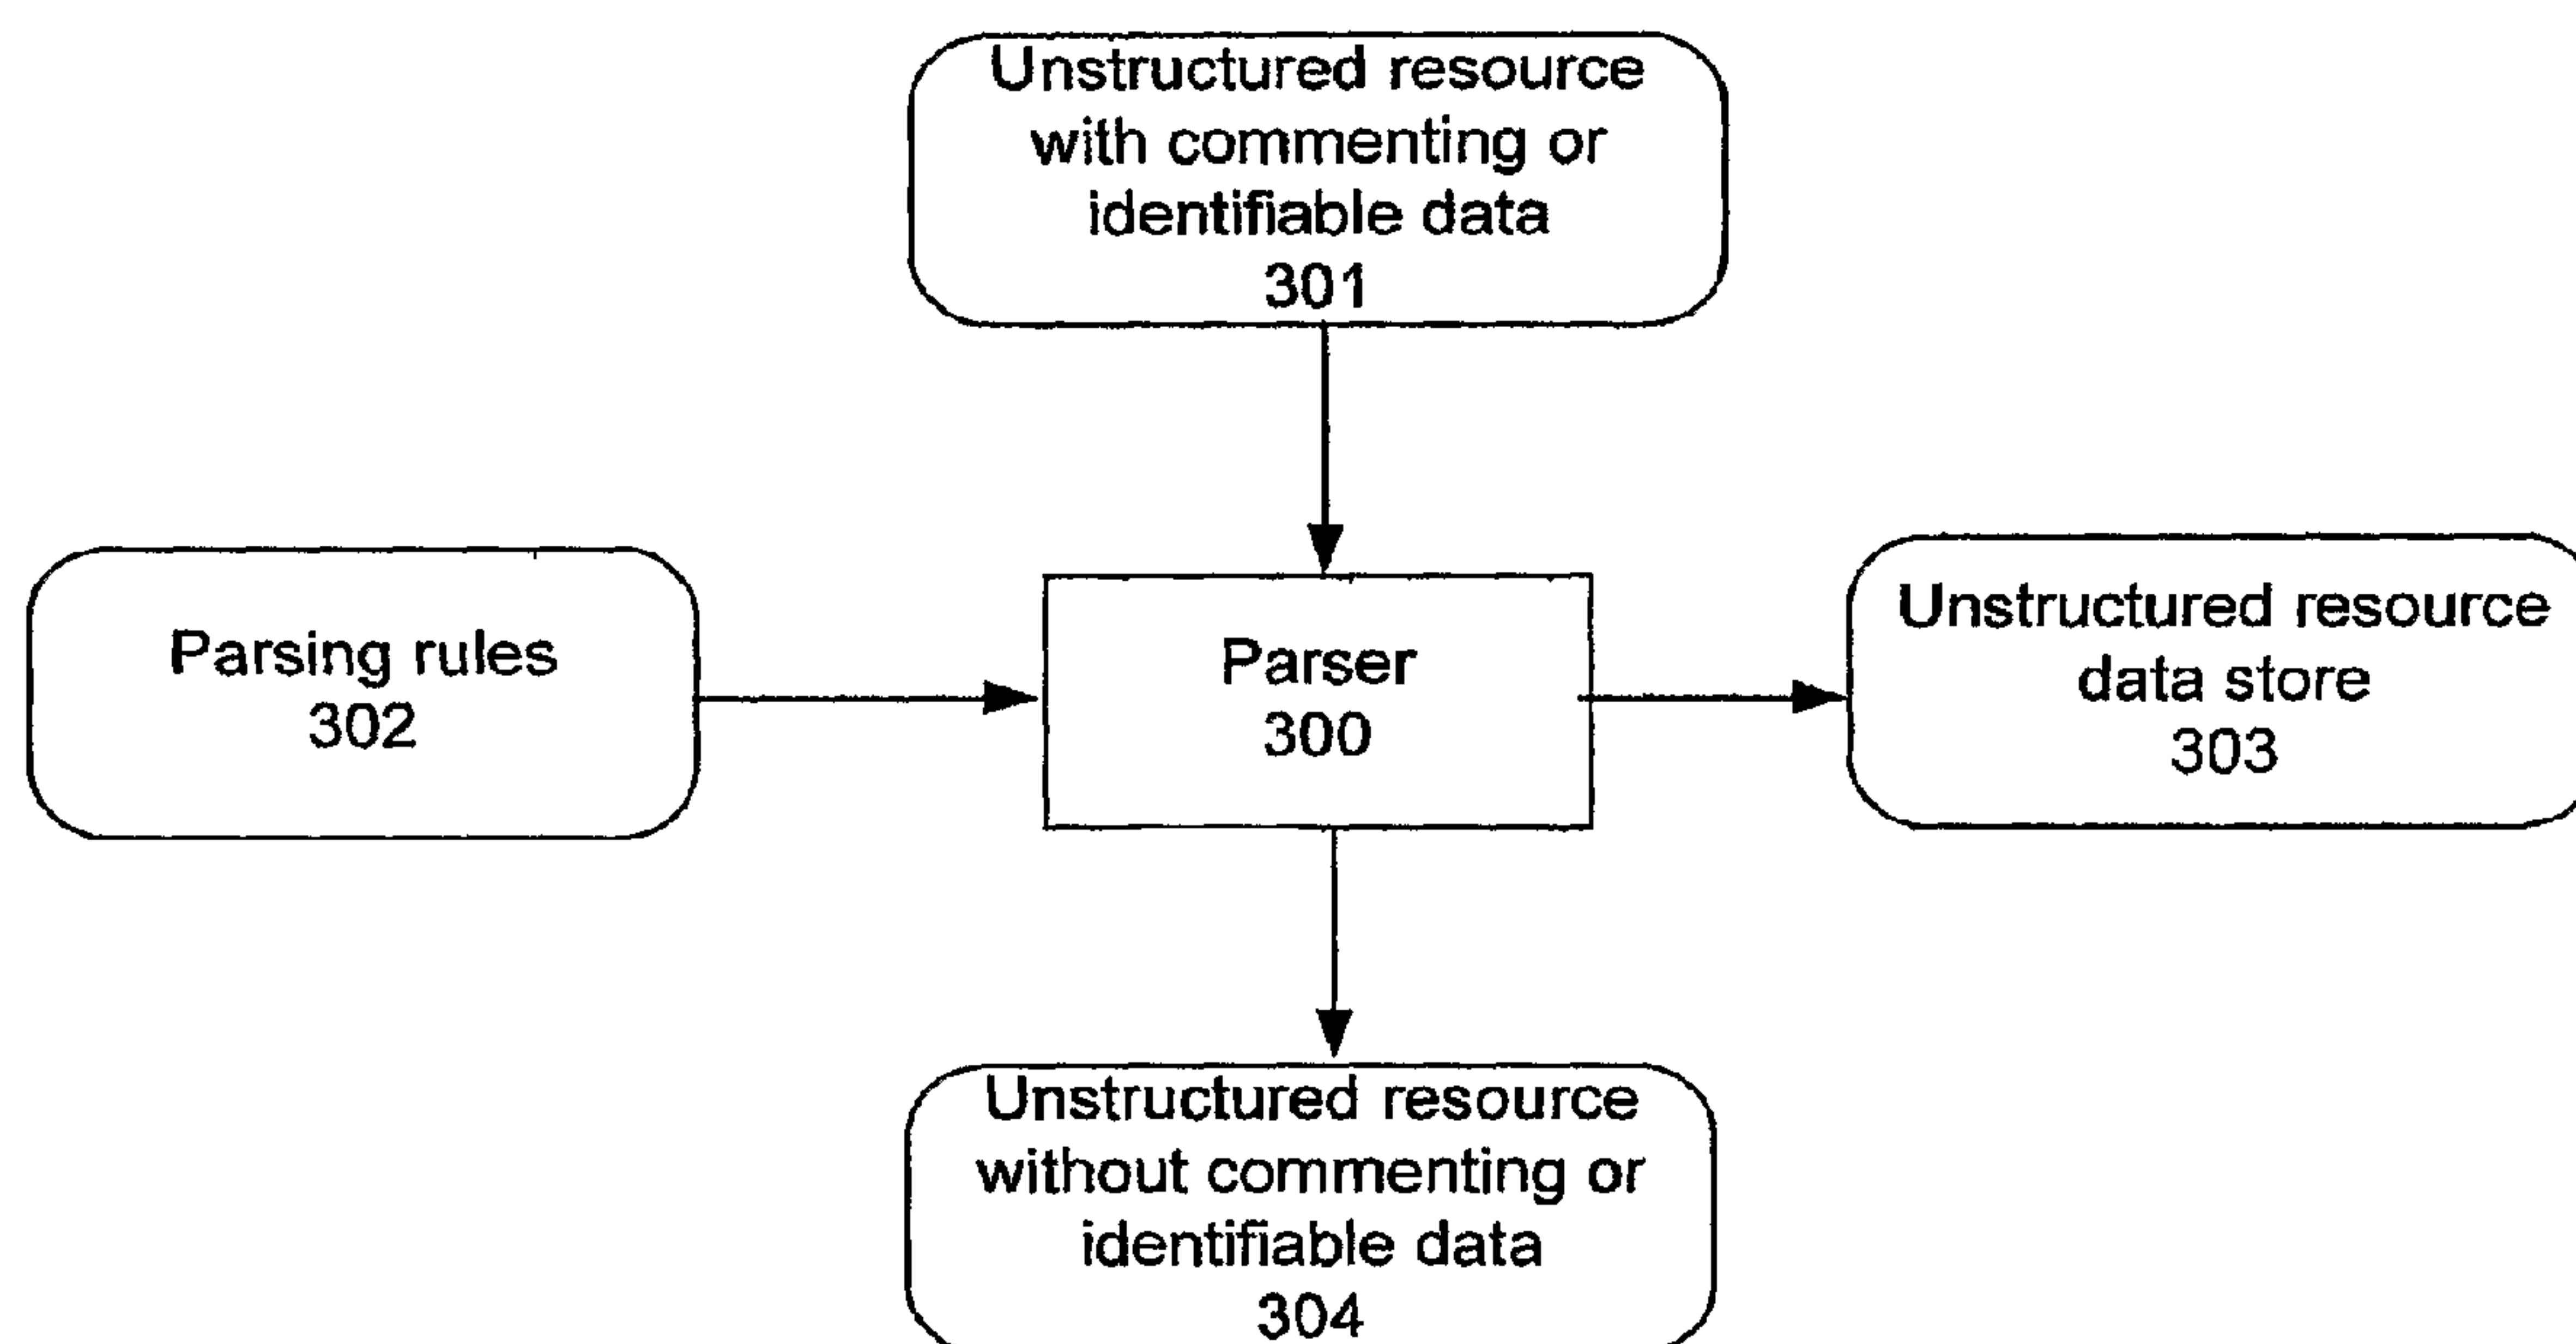 Unstructured resource
with commenting or
identifiable data
301
Parsing rules
302
Parser
300
Unstructured resource
data store
303
Unstructured resource
without commenting or
identifiable data
304